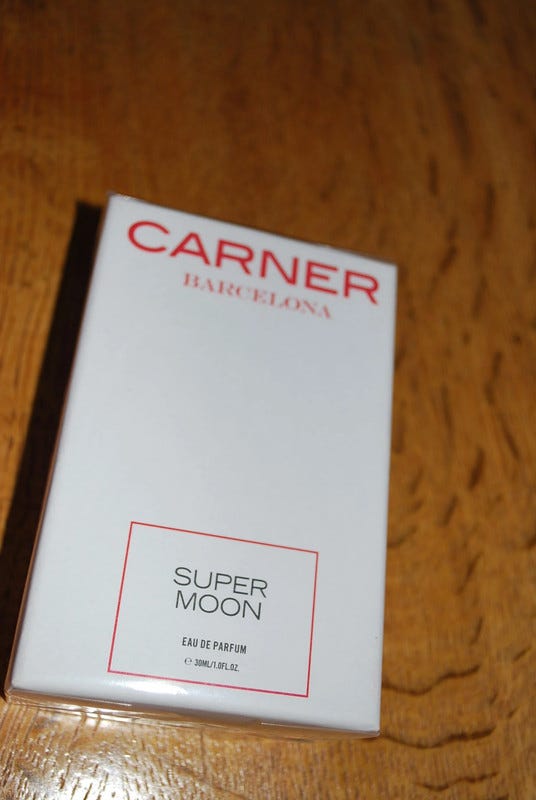 CARNER
BARCELONA
SUPER
MOON
EAU DE PARFUM
℮ 30ML/1.0FL.OZ.